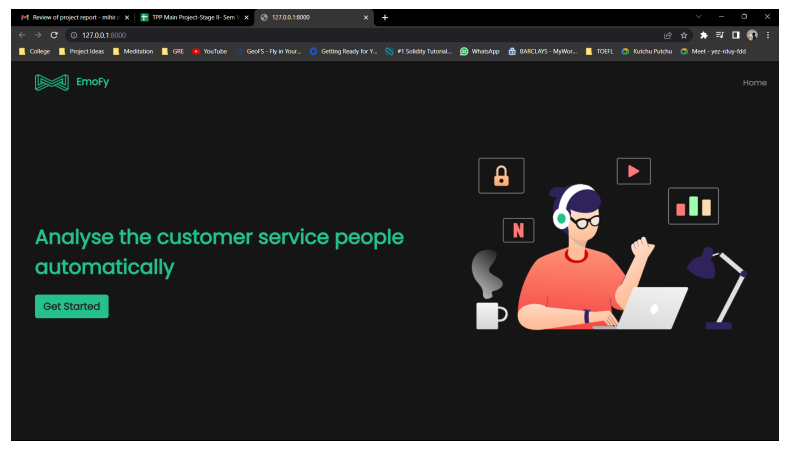 Review of project report - mihir.r
TPP Main Project-Stage II- Sem
127.0.0.1:8000
127.0.0.1:8000
College
Project Ideas
Meditation
GRE
YouTube
GeoFS - Fly in Your...
Getting Ready for Y...
#1 Solidity Tutorial...
WhatsApp
BARCLAYS - MyWor...
TOEFL
Kutchu Putchu
Meet - yez-rduy-fdd
EmoFy
Home
N
Analyse the customer service people
automatically
Get Started